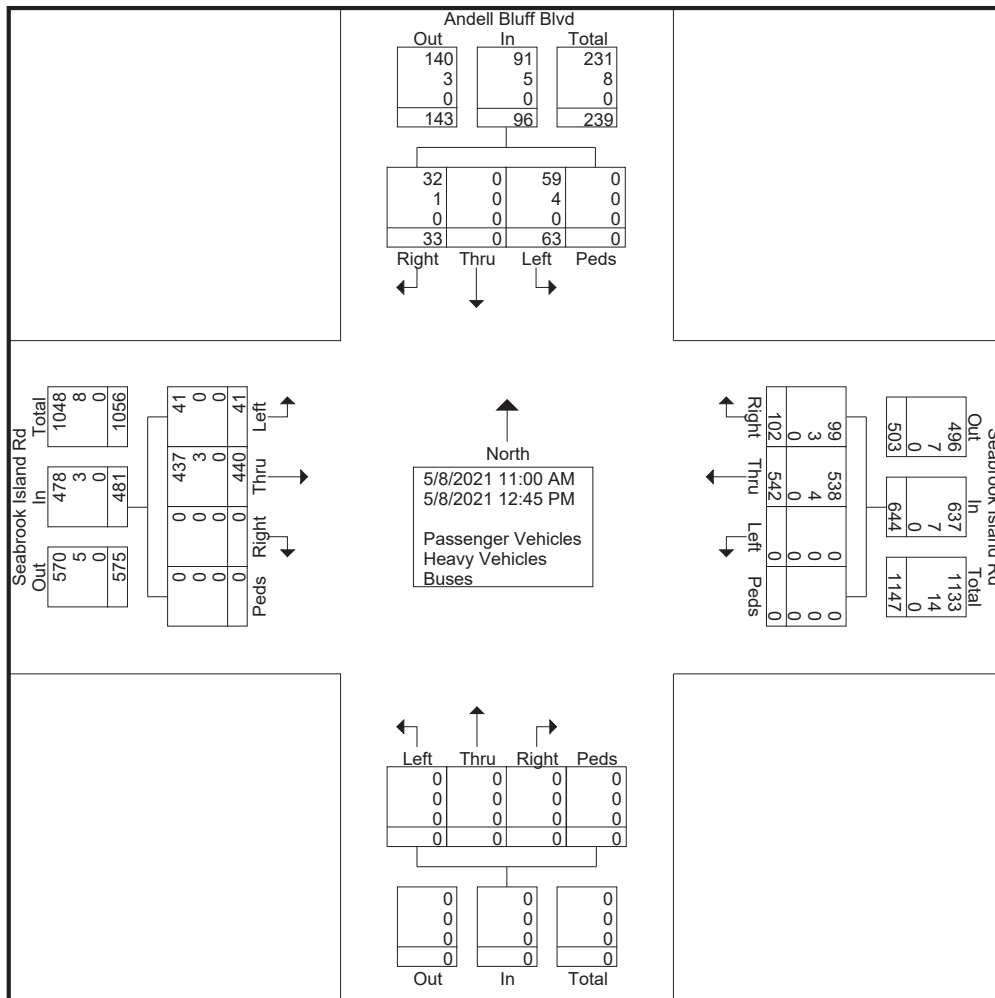 Andell Bluff Blvd
Out In Total
140 91 231
3 5 8
0 0 0
143 96 239
32 0 59 0
1 0 4 0
0 0 0 0
33 0 63 0
Right Thru Left Peds
Seabrook Island Rd
Total In Out
1048 478 570
8 3 5
0 0 0
1056 481 575
41 437 0 0
0 3 0 0
0 0 0 0
41 440 0 0
Left Thru Right Peds
North
5/8/2021 11:00 AM
5/8/2021 12:45 PM
Passenger Vehicles
Heavy Vehicles
Buses
Right Thru Left Peds
99 538 0 0
3 4 0 0
0 0 0 0
102 542 0 0
Seabrook Island Rd
Out In Total
496 637 1133
7 7 14
0 0 0
503 644 1147
Left Thru Right Peds
0 0 0 0
0 0 0 0
0 0 0 0
0 0 0 0
0 0 0
0 0 0
0 0 0
0 0 0
Out In Total